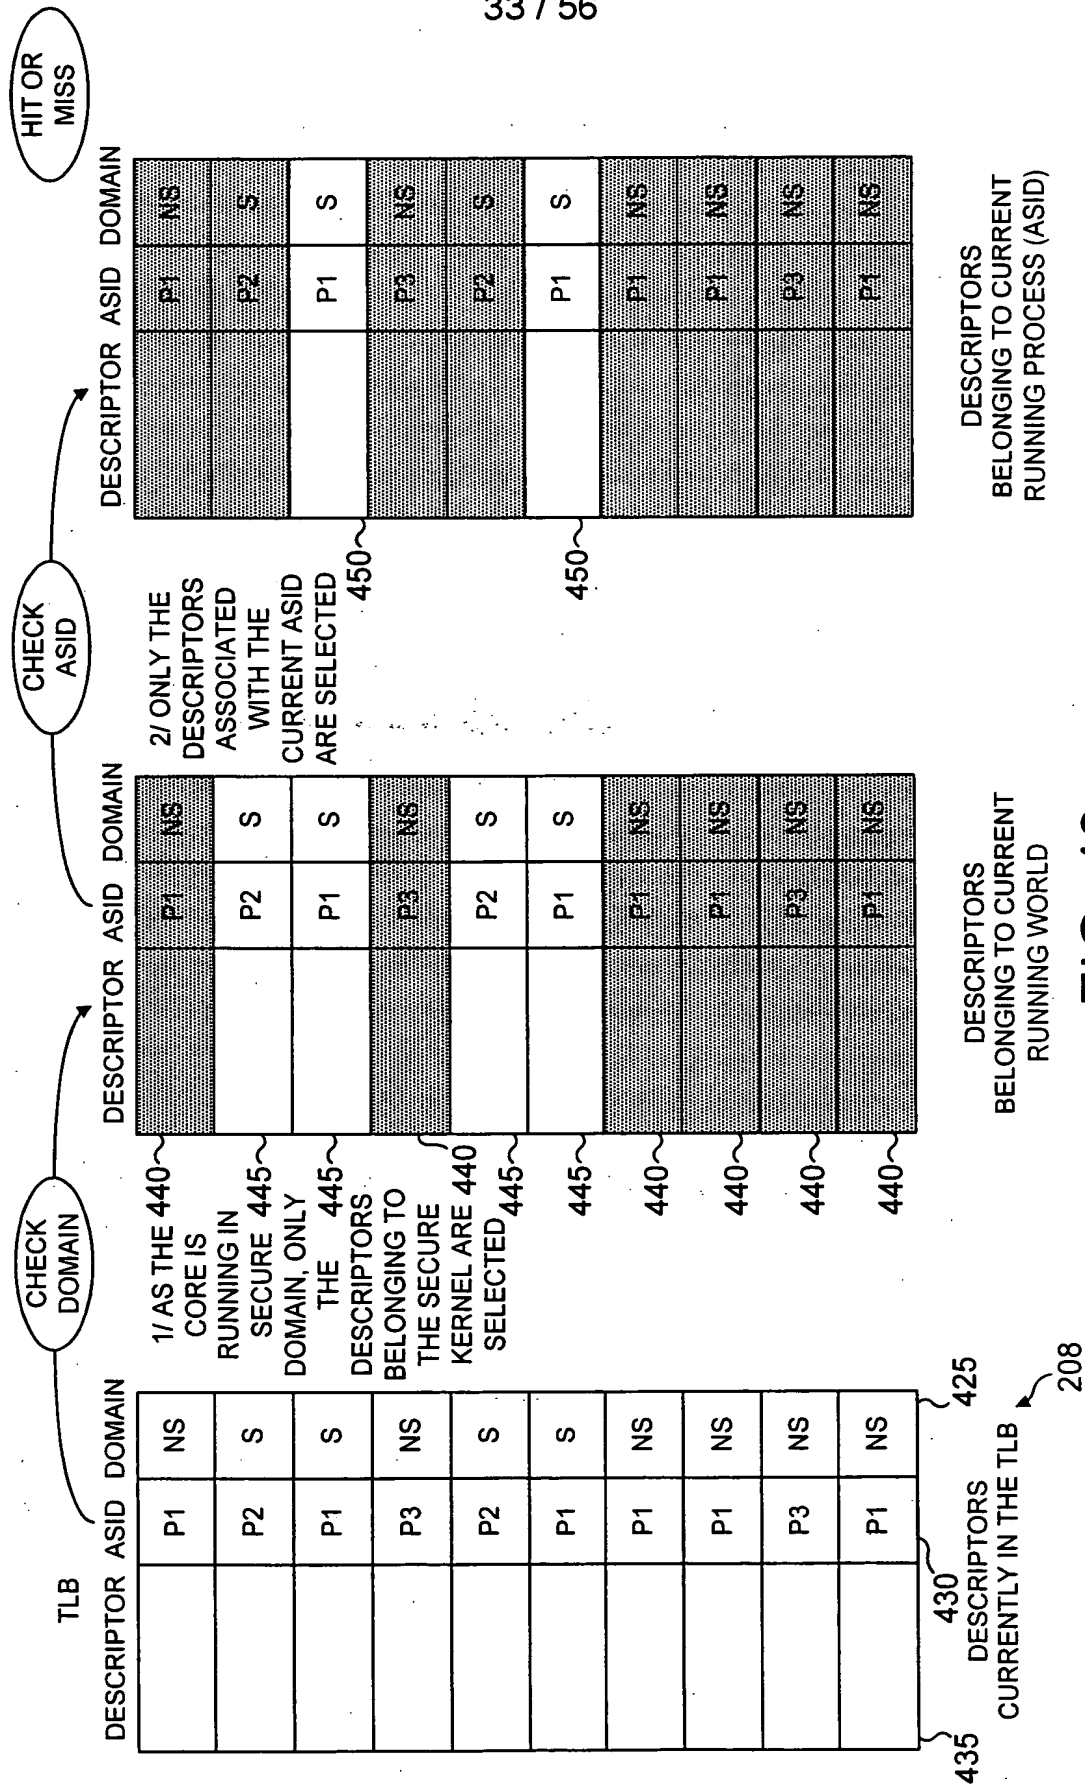 33 / 56
CHECK
DOMAIN
CHECK
ASID
HIT OR
MISS
TLB
DESCRIPTOR ASID DOMAIN
P1 NS
P2 S
P1 S
P3 NS
P2 S
P1 S
P1 NS
P1 NS
P3 NS
P1 NS
435
430
425
DESCRIPTORS
CURRENTLY IN THE TLB
208
1/ AS THE
CORE IS
RUNNING IN
SECURE
DOMAIN, ONLY
THE
DESCRIPTORS
BELONGING TO
THE SECURE
KERNEL ARE
SELECTED
DESCRIPTOR ASID DOMAIN
440 P1 NS
445 P2 S
445 P1 S
440 P3 NS
445 P2 S
445 P1 S
440 P1 NS
440 P1 NS
440 P3 NS
440 P1 NS
DESCRIPTORS
BELONGING TO CURRENT
RUNNING WORLD
2/ ONLY THE
DESCRIPTORS
ASSOCIATED
WITH THE
CURRENT ASID
ARE SELECTED
DESCRIPTOR ASID DOMAIN
P1 NS
P2 S
450 P1 S
P3 NS
P2 S
450 P1 S
P1 NS
P1 NS
P3 NS
P1 NS
DESCRIPTORS
BELONGING TO CURRENT
RUNNING PROCESS (ASID)